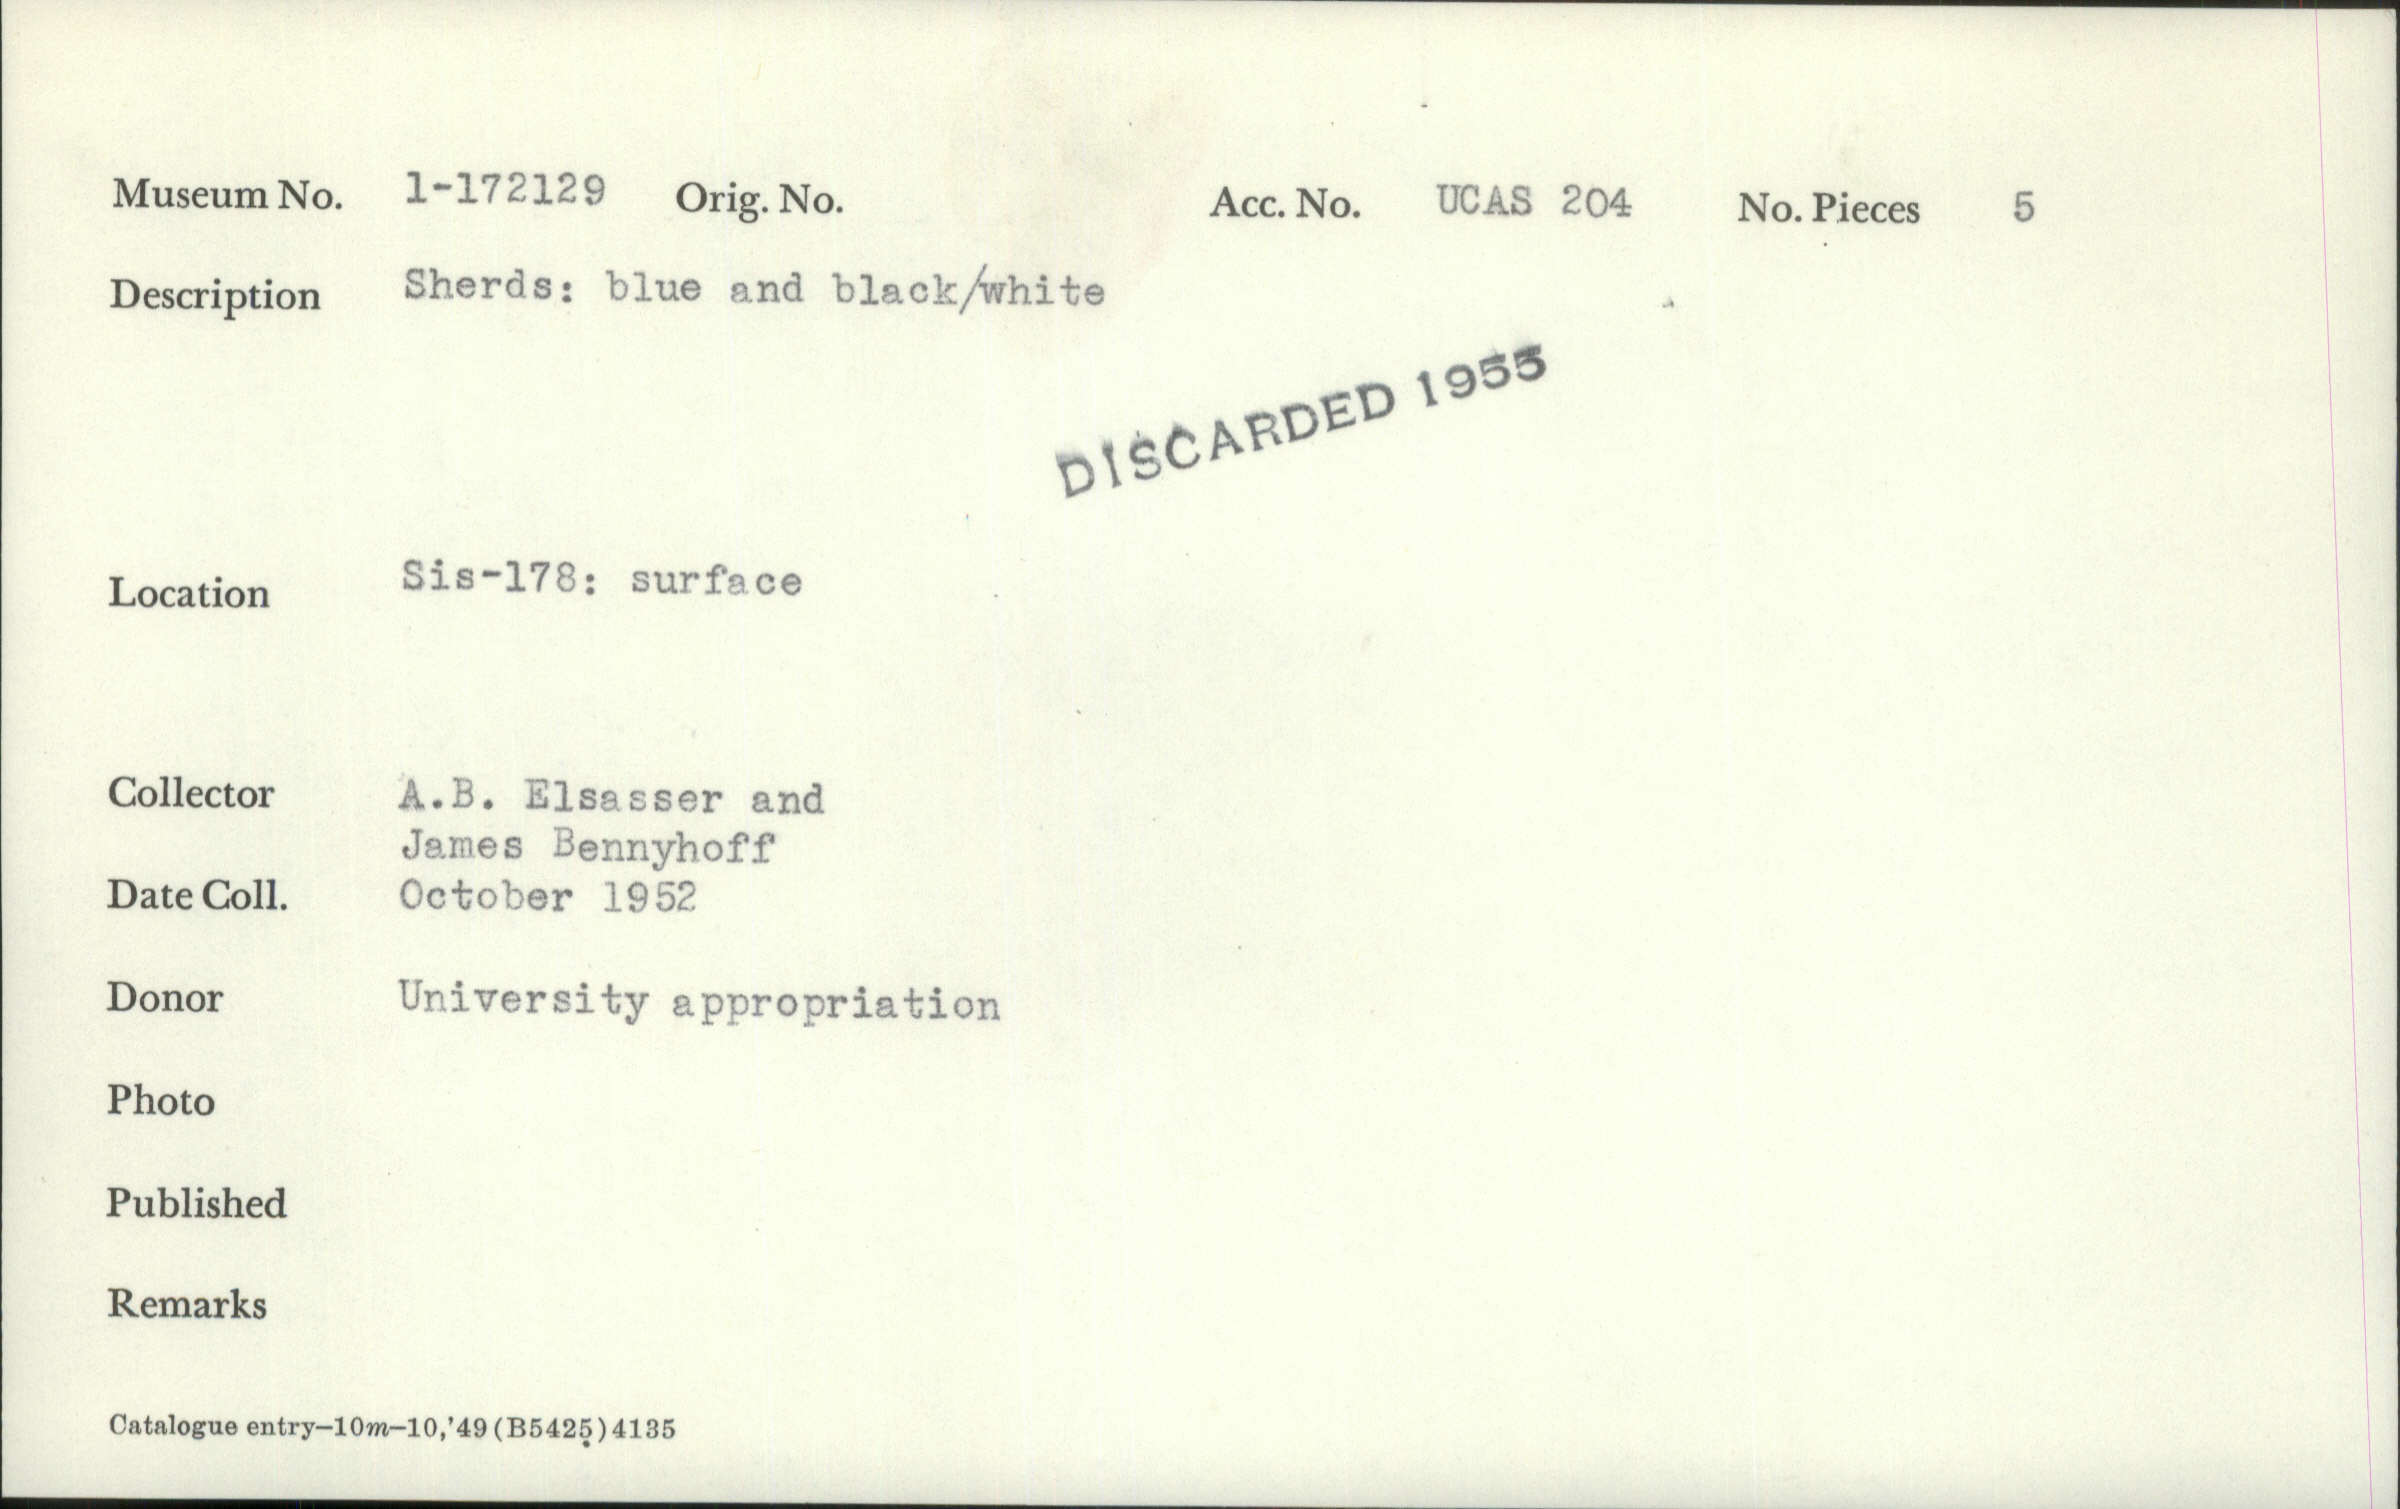 Museum No. 1-172129 Orig. No. Acc. No. UCAS 204 No. Pieces 5
Description Sherds: blue and black/white
DISCARDED 1955
Location Sis-178: surface
Collector A.B. Elsasser and
James Bennyhoff
Date Coll. October 1952
Donor University appropriation
Photo
Published
Remarks
Catalogue entry—10m—10,'49 (B5425) 4135